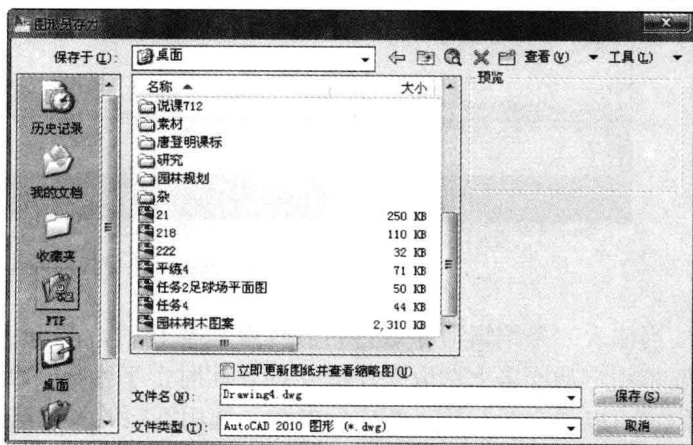 图形另存为
保存于(I):
桌面
查看(V)
工具(L)
名称
大小
预览
历史记录
我的文档
收藏夹
FTP
桌面
说课712
素材
唐登明课标
研究
园林规划
杂
21 250 KB
218 110 KB
222 32 KB
平练4 71 KB
任务2足球场平面图 50 KB
任务4 44 KB
园林树木图案 2,310 KB
立即更新图纸并查看缩略图(U)
文件名(N):
Drawing4.dwg
保存(S)
文件类型(T):
AutoCAD 2010 图形 (*.dwg)
取消